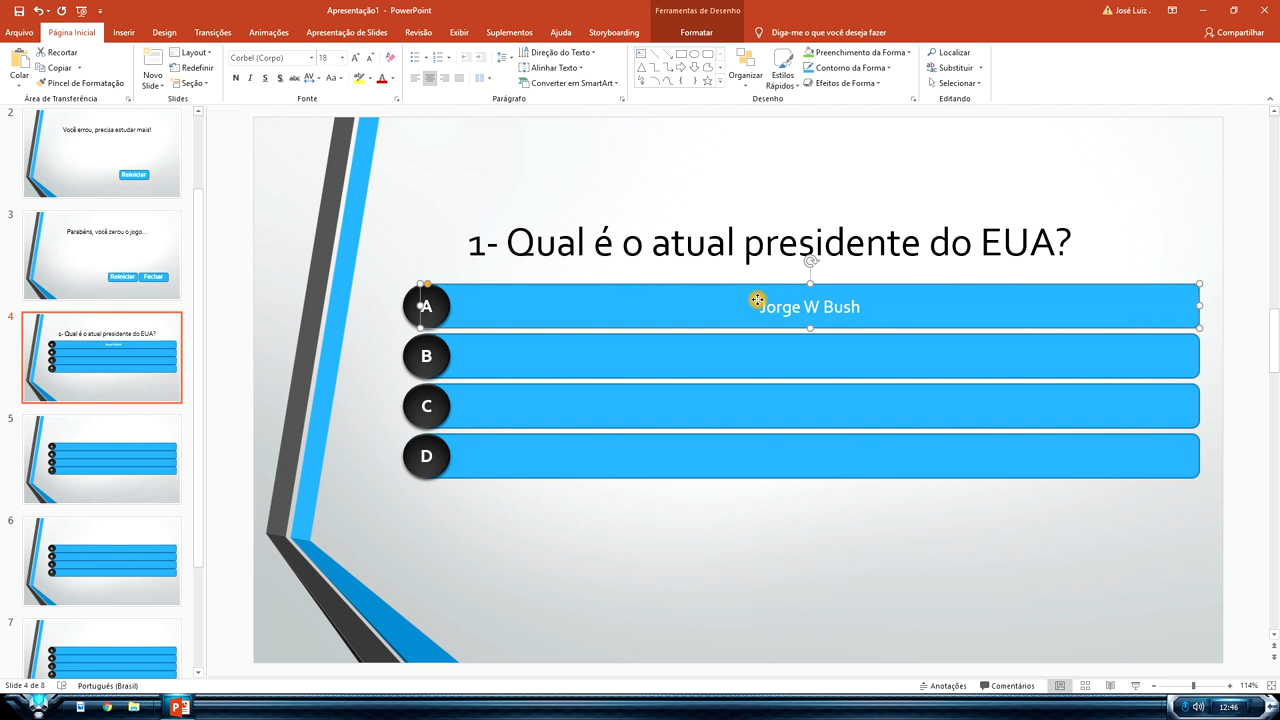 Apresentação1 - PowerPoint
Ferramentas de Desenho
José Luiz .
Arquivo
Página Inicial
Inserir
Design
Transições
Animações
Apresentação de Slides
Revisão
Exibir
Suplementos
Ajuda
Storyboarding
Formatar
Diga-me o que você deseja fazer
Compartilhar
Colar
Recortar
Copiar
Pincel de Formatação
Área de Transferência
Novo
Slide
Layout
Redefinir
Seção
Slides
Corbel (Corpo)
18
N I S S abc AV Aa
Fonte
Direção do Texto
Alinhar Texto
Converter em SmartArt
Parágrafo
Organizar
Estilos
Rápidos
Preenchimento da Forma
Contorno da Forma
Efeitos de Forma
Desenho
Localizar
Substituir
Selecionar
Editando
2
Você errou, precisa estudar mais!
Reiniciar
3
Parabéns, você zerou o jogo...
Reiniciar
Fechar
4
1- Qual é o atual presidente do EUA?
5
6
7
1- Qual é o atual presidente do EUA?
A
Jorge W Bush
B
C
D
Slide 4 de 8
Português (Brasil)
Anotações
Comentários
114%
12:46